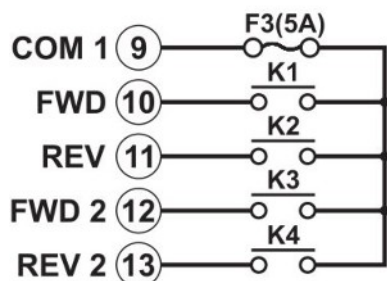 F3(5A)
COM 1 9
K1
FWD 10
K2
REV 11
K3
FWD 2 12
K4
REV 2 13